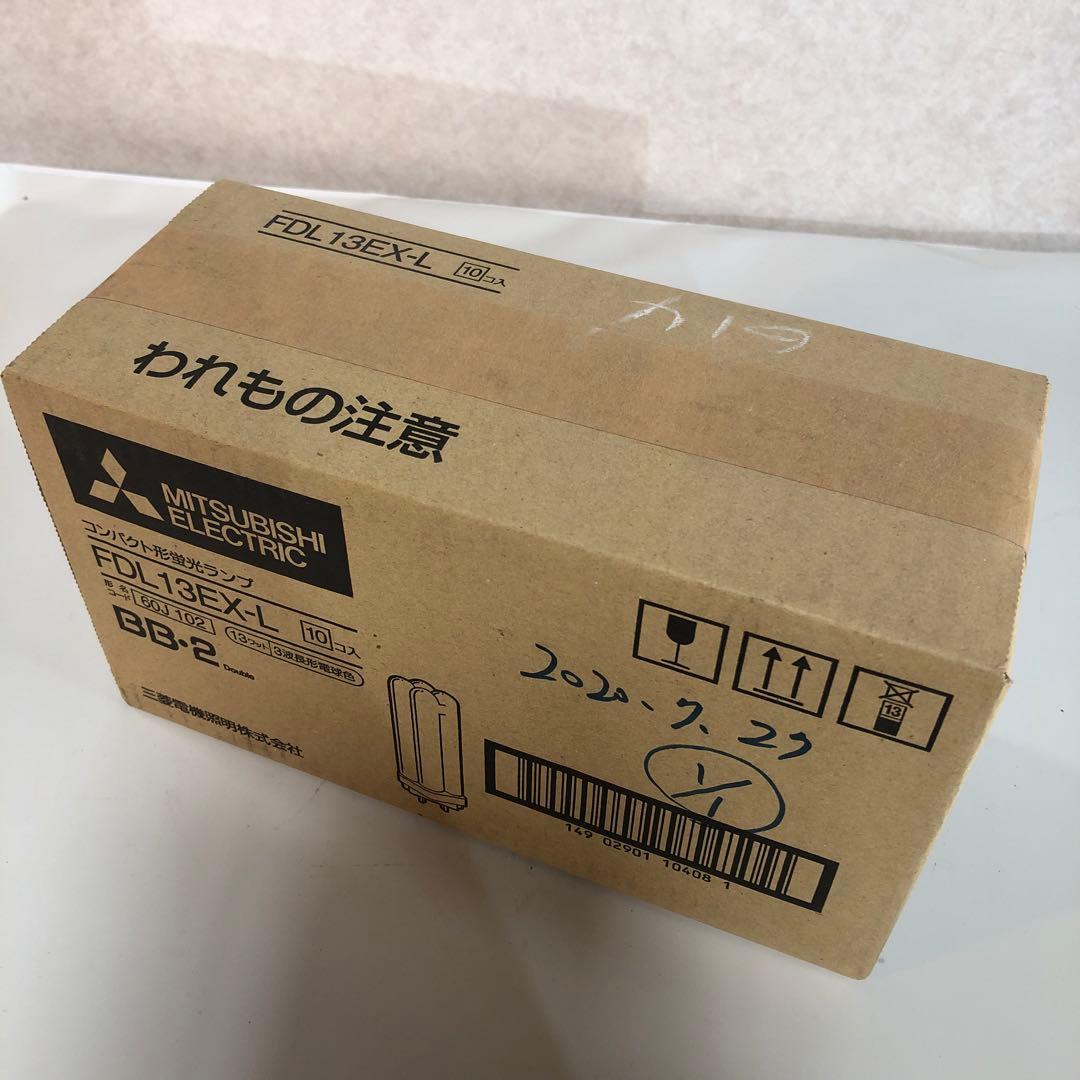 FDL13EX-L 10コ入
われもの注意
MITSUBISHI
ELECTRIC
コンパクト形蛍光ランプ
FDL13EX-L 10コ入
形名コード 60J 102
13ワット 3波長形電球色
BB·2 Double
三菱電機照明株式会社
13
2020.7.27
1/1
149 02901 10408 1